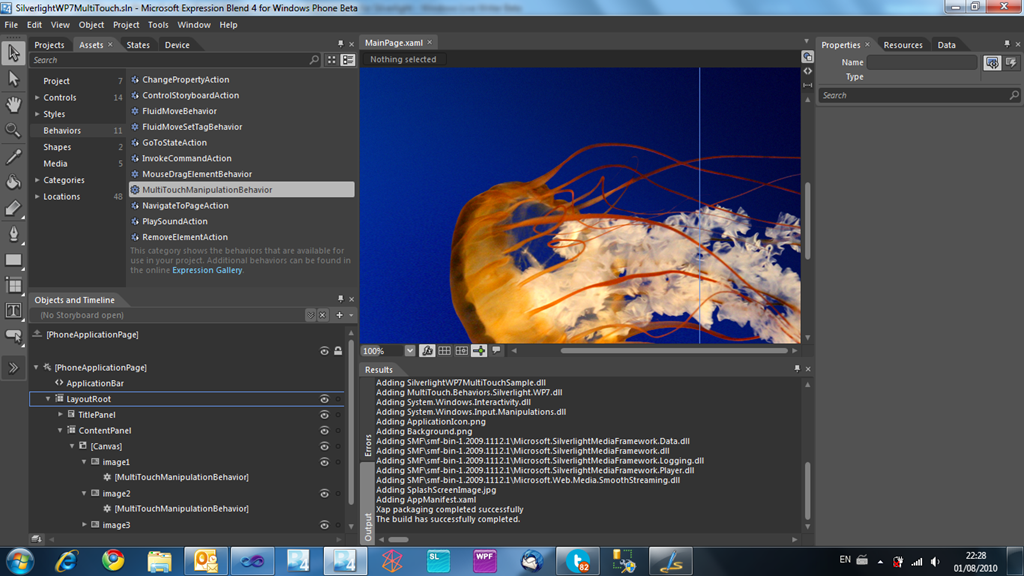 SilverlightWP7MultiTouch.sln - Microsoft Expression Blend 4 for Windows Phone Beta
File Edit View Object Project Tools Window Help
Projects Assets × States Device
Search
Project 7
Controls 14
Styles
Behaviors 11
Shapes 2
Media 5
Categories
Locations 48
ChangePropertyAction
ControlStoryboardAction
FluidMoveBehavior
FluidMoveSetTagBehavior
GoToStateAction
InvokeCommandAction
MouseDragElementBehavior
MultiTouchManipulationBehavior
NavigateToPageAction
PlaySoundAction
RemoveElementAction
This category shows the behaviors that are available for
use in your project. Additional behaviors can be found in
the online Expression Gallery.
Objects and Timeline
(No Storyboard open)
[PhoneApplicationPage]
[PhoneApplicationPage]
ApplicationBar
LayoutRoot
TitlePanel
ContentPanel
[Canvas]
image1
[MultiTouchManipulationBehavior]
image2
[MultiTouchManipulationBehavior]
image3
MainPage.xaml ×
Nothing selected
100%
Results
Errors
Output
Adding SilverlightWP7MultiTouchSample.dll
Adding MultiTouch.Behaviors.Silverlight.WP7.dll
Adding System.Windows.Interactivity.dll
Adding System.Windows.Input.Manipulations.dll
Adding ApplicationIcon.png
Adding Background.png
Adding SMF\smf-bin-1.2009.1112.1\Microsoft.SilverlightMediaFramework.Data.dll
Adding SMF\smf-bin-1.2009.1112.1\Microsoft.SilverlightMediaFramework.dll
Adding SMF\smf-bin-1.2009.1112.1\Microsoft.SilverlightMediaFramework.Logging.dll
Adding SMF\smf-bin-1.2009.1112.1\Microsoft.SilverlightMediaFramework.Player.dll
Adding SMF\smf-bin-1.2009.1112.1\Microsoft.Web.Media.SmoothStreaming.dll
Adding SplashScreenImage.jpg
Adding AppManifest.xaml
Xap packaging completed successfully
The build has successfully completed.
Properties × Resources Data
Name
Type
Search
SL
WPF
82
EN
22:28
01/08/2010